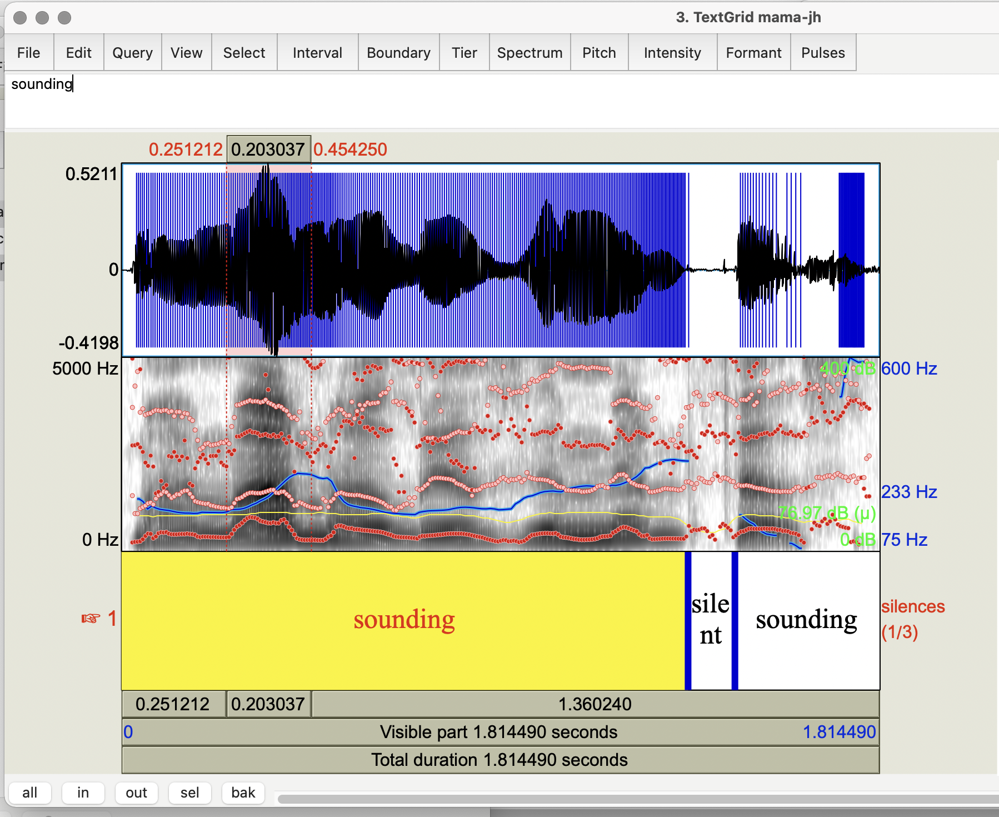 3. TextGrid mama-jh
File Edit Query View Select Interval Boundary Tier Spectrum Pitch Intensity Formant Pulses
sounding
0.251212 0.203037 0.454250
0.5211
0
-0.4198
5000 Hz 400 dB 600 Hz
233 Hz
76.97 dB (µ)
0 Hz 0 dB 75 Hz
☞ 1 sounding
sile
nt
sounding
silences
(1/3)
0.251212 0.203037 1.360240
0 Visible part 1.814490 seconds 1.814490
Total duration 1.814490 seconds
all in out sel bak